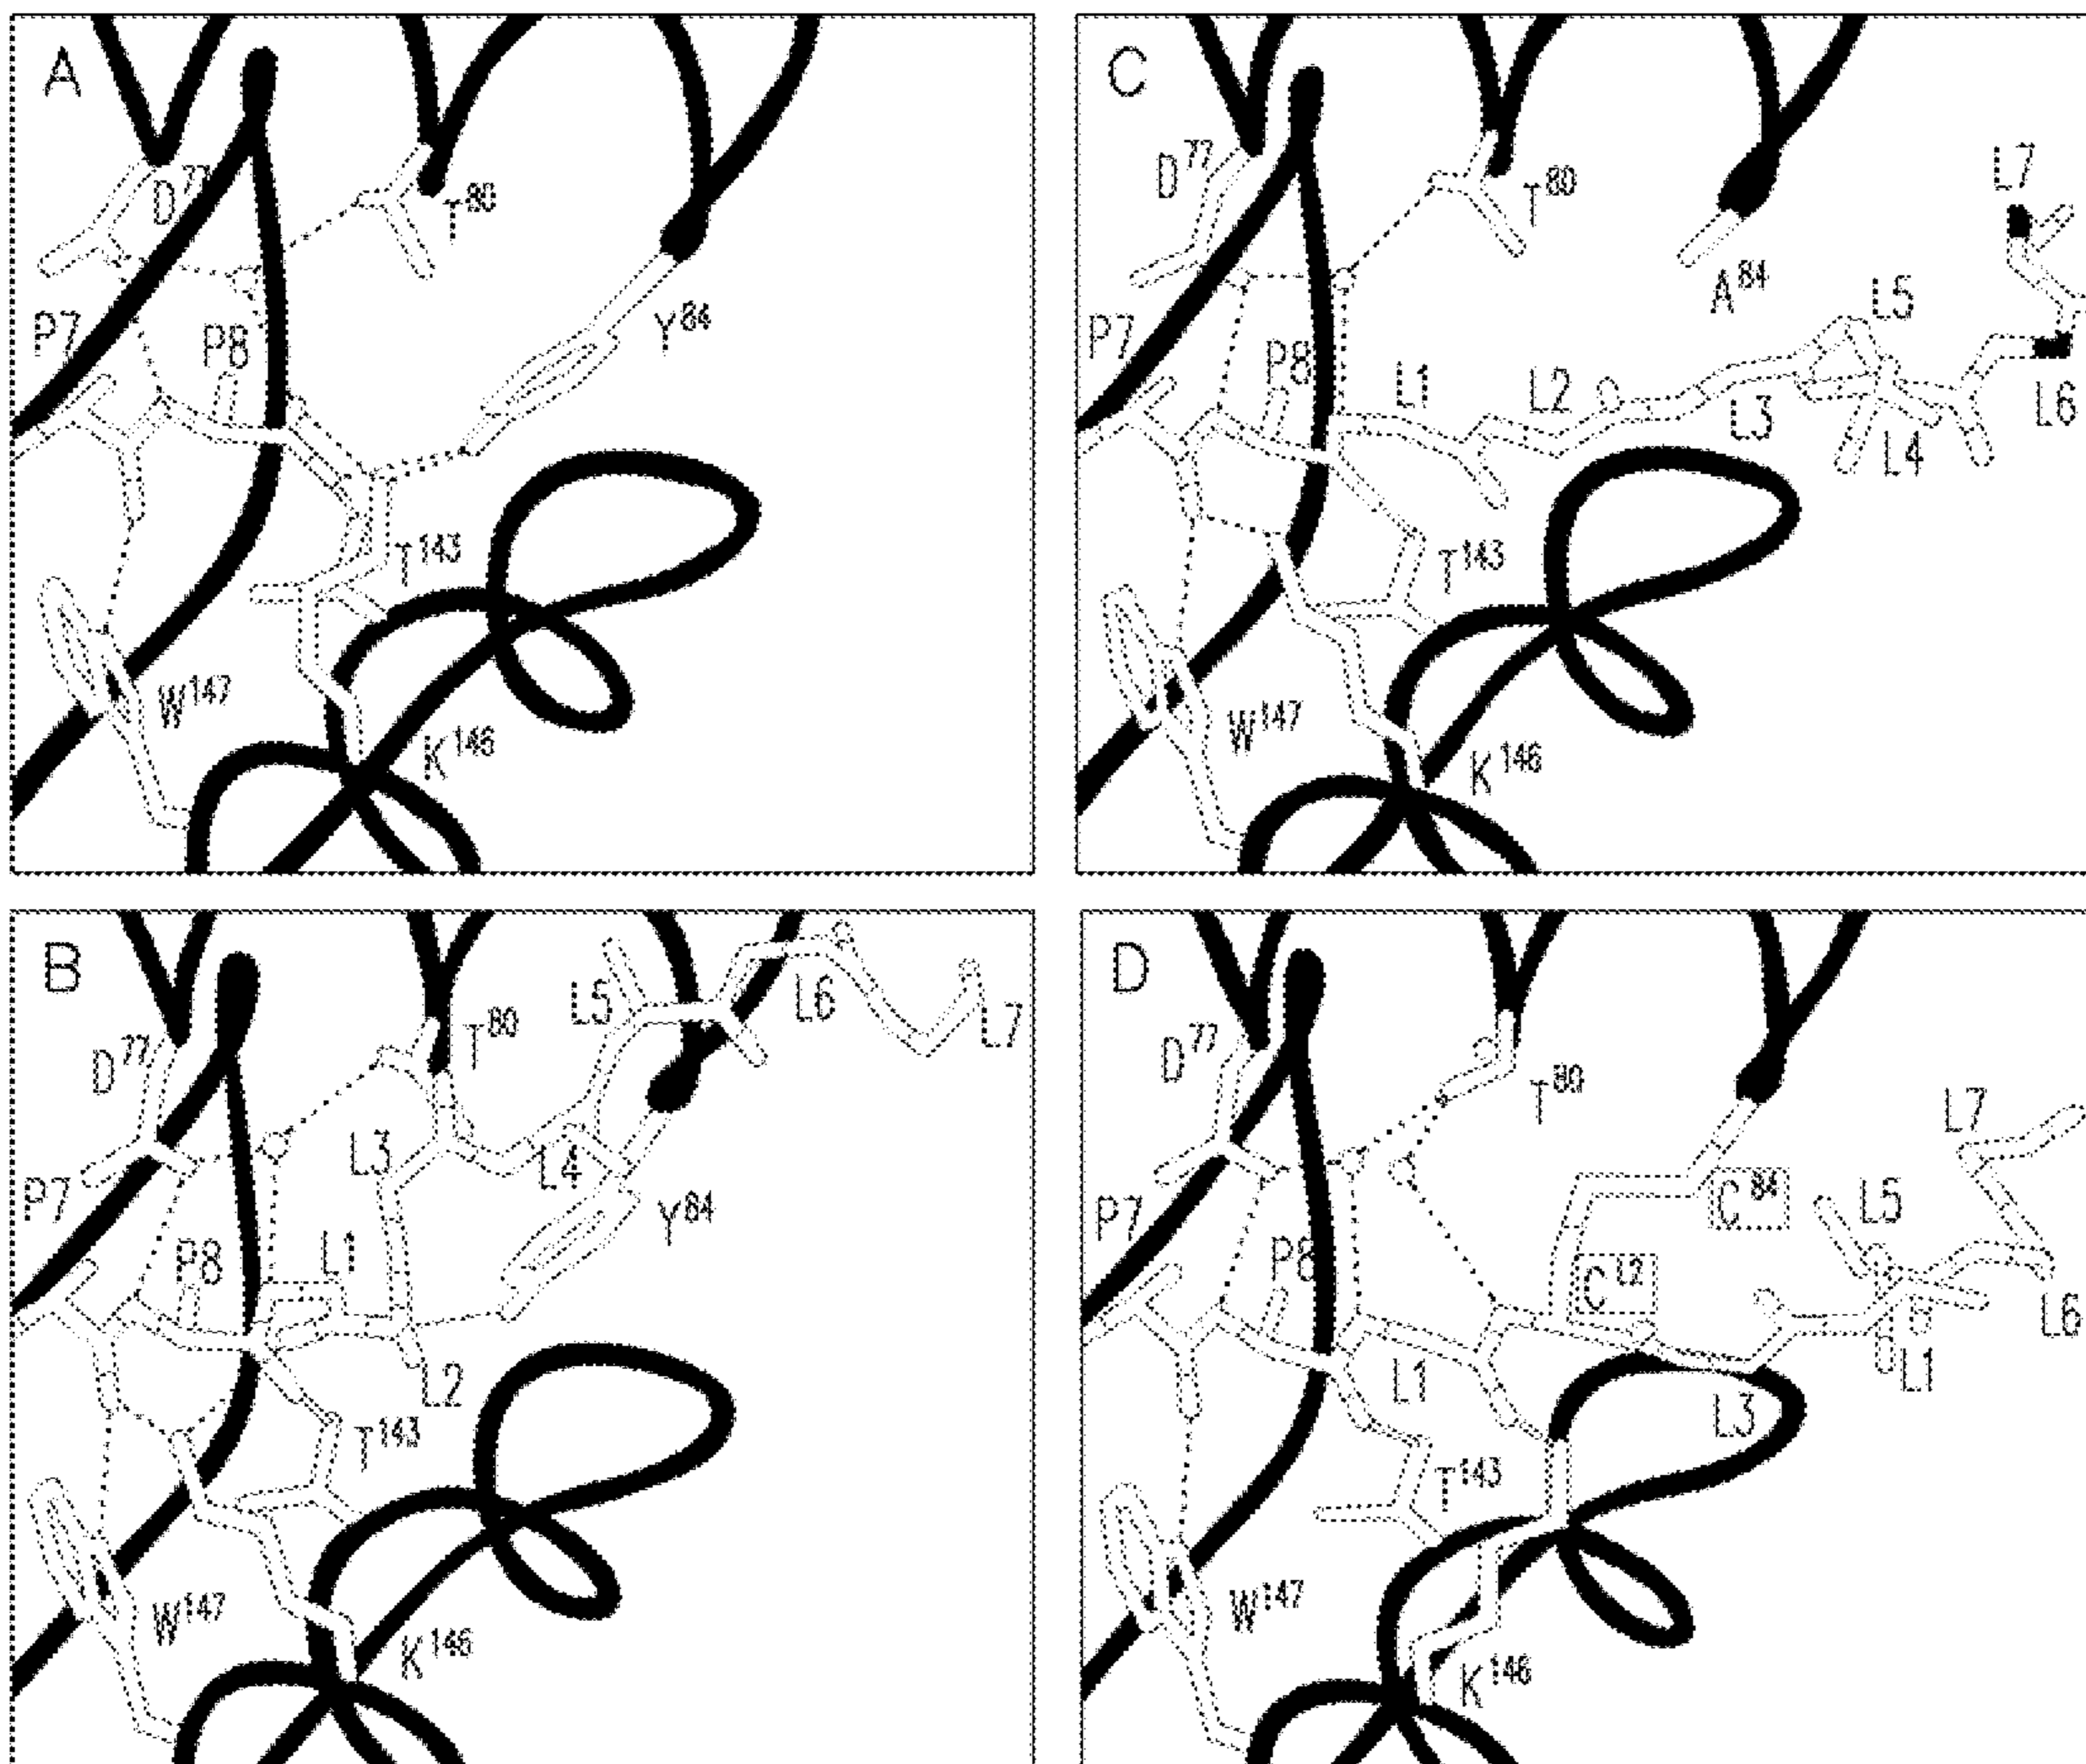 A
D⁷⁷
T⁸⁰
P7
P8
Y⁸⁴
T¹⁴³
W¹⁴⁷
K¹⁴⁶
C
D⁷⁷
T⁸⁰
L7
A⁸⁴
L5
P7
P8
L1
L2
L3
L4
L6
T¹⁴³
W¹⁴⁷
K¹⁴⁶
B
D⁷⁷
T⁸⁰
L5
L6
L7
L3
L4
P7
Y⁸⁴
P8
L1
L2
T¹⁴³
W¹⁴⁷
K¹⁴⁶
D
D⁷⁷
T⁸⁰
L7
C⁸⁴
L5
P7
P8
Cᴸ²
L6
L1
L1
L3
T¹⁴³
W¹⁴⁷
K¹⁴⁶